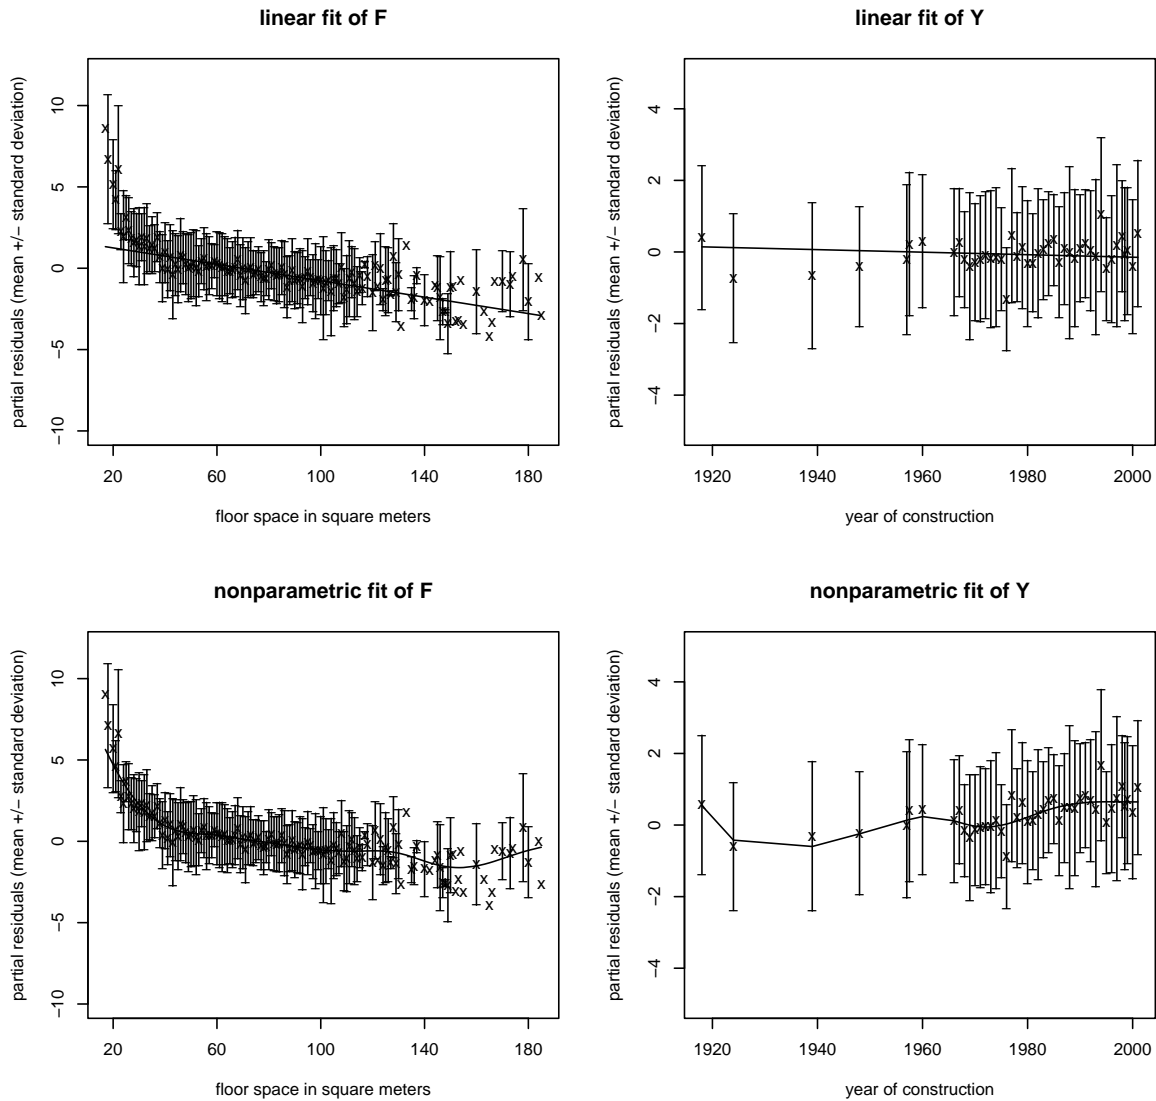 linear fit of F
partial residuals (mean +/− standard deviation)
10
5
0
−5
−10
20 60 100 140 180
floor space in square meters
linear fit of Y
partial residuals (mean +/− standard deviation)
4
2
0
−2
−4
1920 1940 1960 1980 2000
year of construction
nonparametric fit of F
partial residuals (mean +/− standard deviation)
10
5
0
−5
−10
20 60 100 140 180
floor space in square meters
nonparametric fit of Y
partial residuals (mean +/− standard deviation)
4
2
0
−2
−4
1920 1940 1960 1980 2000
year of construction